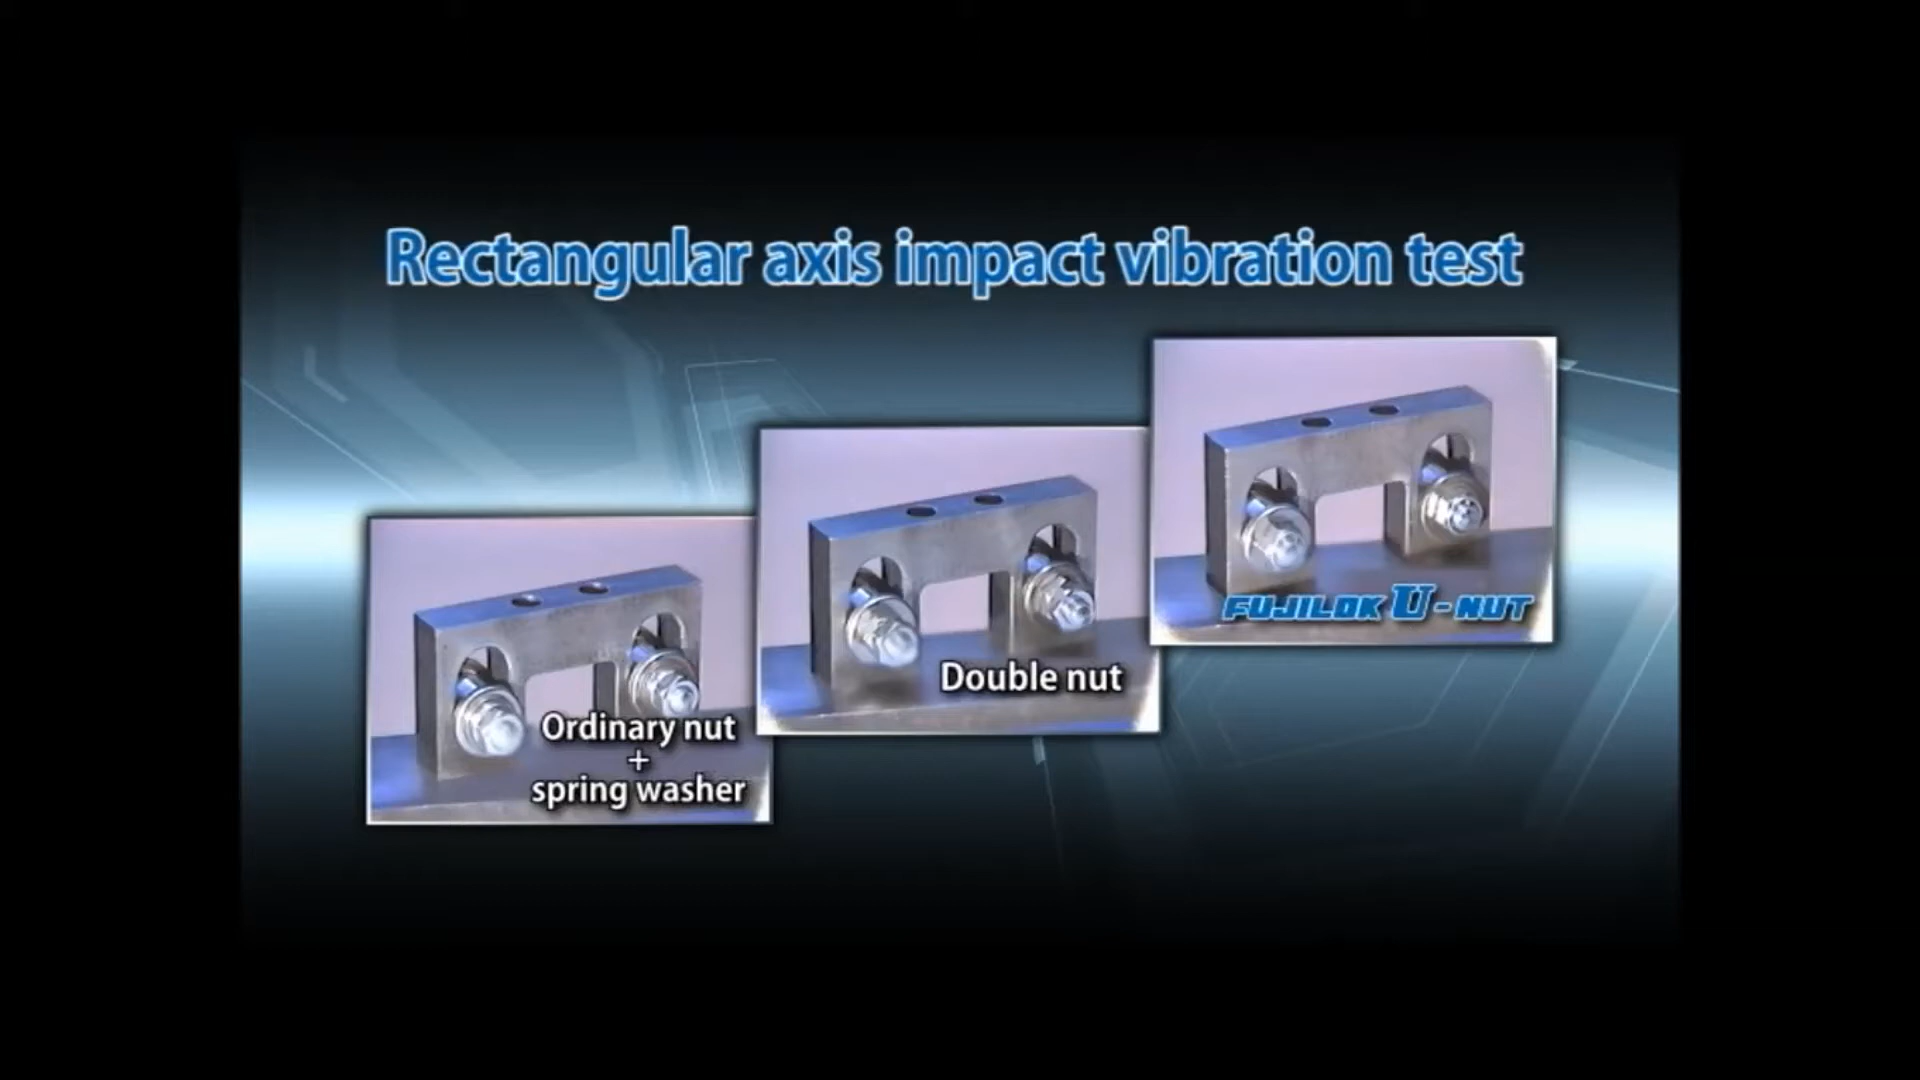 Rectangular axis impact vibration test
Ordinary nut
+
spring washer
Double nut
FUJILOK U-NUT